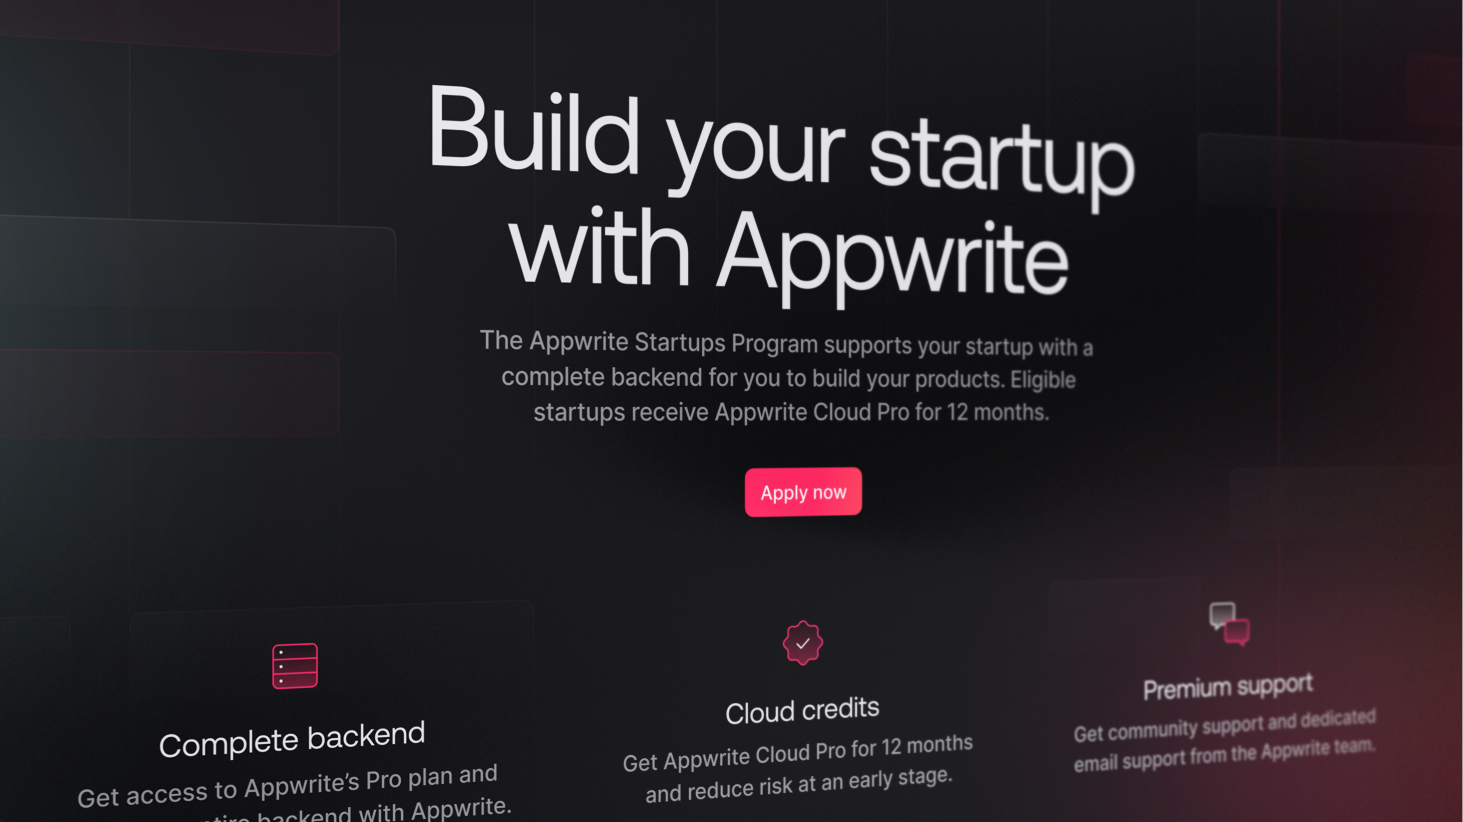 Build your startup
with Appwrite
The Appwrite Startups Program supports your startup with a
complete backend for you to build your products. Eligible
startups receive Appwrite Cloud Pro for 12 months.
Apply now
Complete backend
Get access to Appwrite’s Pro plan and
backend with Appwrite.
Cloud credits
Get Appwrite Cloud Pro for 12 months
and reduce risk at an early stage.
Premium support
Get community support and dedicated
email support from the Appwrite team.